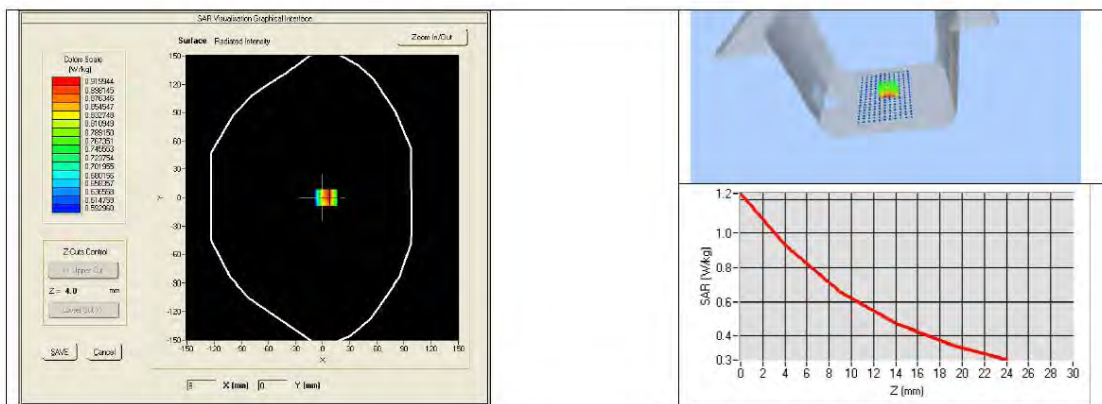 SAR Visualisation Graphical Interface
Surface Radiated Intensity
Zoom In/Out
Colors Scale
(W/kg)
0.919944
0.898145
0.876346
0.854547
0.832748
0.810949
0.789150
0.767351
0.745553
0.723754
0.701955
0.680156
0.658357
0.636558
0.614759
0.592960
Z Cuts Control
<< Upper Cut
Z = 4.0 mm
Lower Cut >>
SAVE Cancel
150
120
90
60
30
0
-30
-60
-90
-120
-150
Y
-150 -120 -90 -60 -30 0 30 60 90 120 150
X
X (mm) 0 Y (mm)
1.2
1.0
0.8
0.6
0.4
0.3
SAR (W/kg)
0 2 4 6 8 10 12 14 16 18 20 22 24 26 28 30
Z (mm)